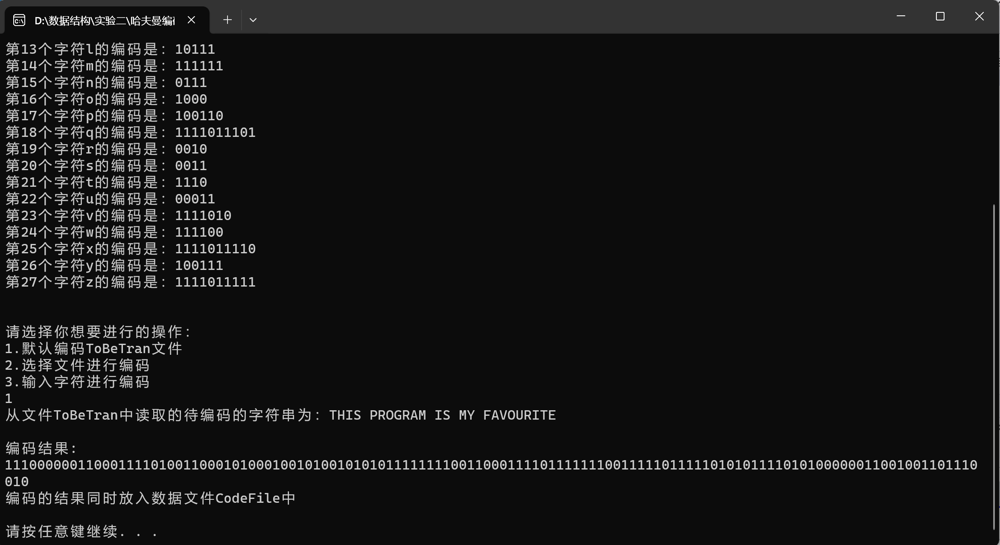 D:\数据结构\实验二\哈夫曼编
第13个字符l的编码是：10111
第14个字符m的编码是：111111
第15个字符n的编码是：0111
第16个字符o的编码是：1000
第17个字符p的编码是：100110
第18个字符q的编码是：1111011101
第19个字符r的编码是：0010
第20个字符s的编码是：0011
第21个字符t的编码是：1110
第22个字符u的编码是：00011
第23个字符v的编码是：1111010
第24个字符w的编码是：111100
第25个字符x的编码是：1111011110
第26个字符y的编码是：100111
第27个字符z的编码是：1111011111
请选择你想要进行的操作：
1.默认编码ToBeTran文件
2.选择文件进行编码
3.输入字符进行编码
1
从文件ToBeTran中读取的待编码的字符串为：THIS PROGRAM IS MY FAVOURITE
编码结果：
1110000001100011110100110001010001001010010101011111111100110001111011111110011111011111010101111010100000011001001101110
010
编码的结果同时放入数据文件CodeFile中
请按任意键继续. . .